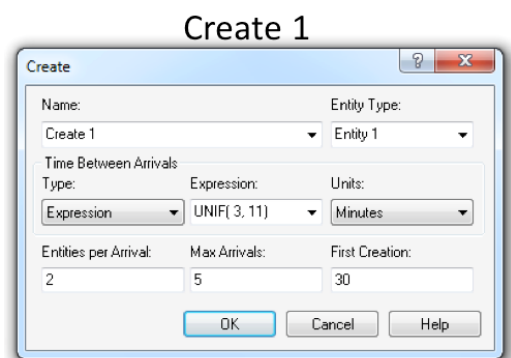 Create 1
Create
Name: Entity Type:
Create 1 Entity 1
Time Between Arrivals
Type: Expression: Units:
Expression UNIF( 3, 11) Minutes
Entities per Arrival: Max Arrivals: First Creation:
2 5 30
OK Cancel Help